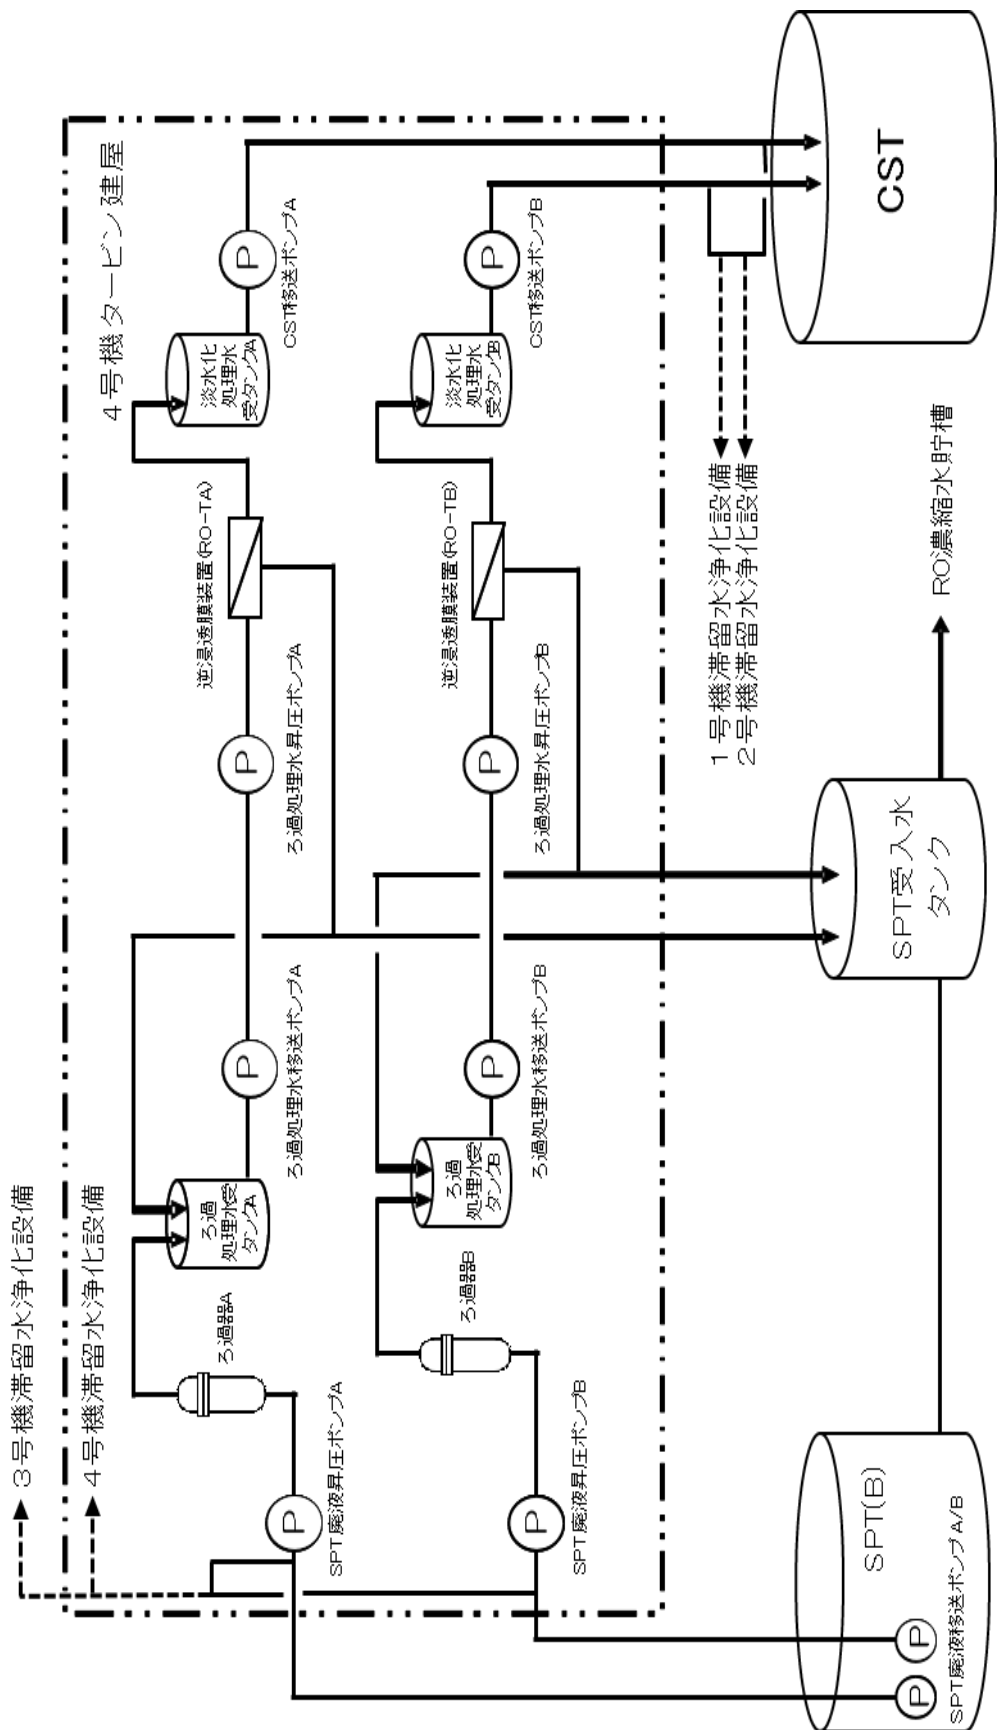 3号機滞留水浄化設備
4号機滞留水浄化設備
4号機タービン建屋
SPT廃液昇圧ポンプA
P
ろ過器A
ろ過
処理水受
タンクA
ろ過処理水移送ポンプA
P
ろ過処理水昇圧ポンプA
P
逆浸透膜装置(RO-TA)
淡水化
処理水
受タンクA
CST移送ポンプA
P
SPT廃液昇圧ポンプB
P
ろ過器B
ろ過
処理水受
タンクB
ろ過処理水移送ポンプB
P
ろ過処理水昇圧ポンプB
P
逆浸透膜装置(RO-TB)
淡水化
処理水
受タンクB
CST移送ポンプB
P
1号機滞留水浄化設備
2号機滞留水浄化設備
SPT(B)
P
P
SPT廃液移送ポンプA/B
SPT受入水
タンク
RO濃縮水貯槽
CST